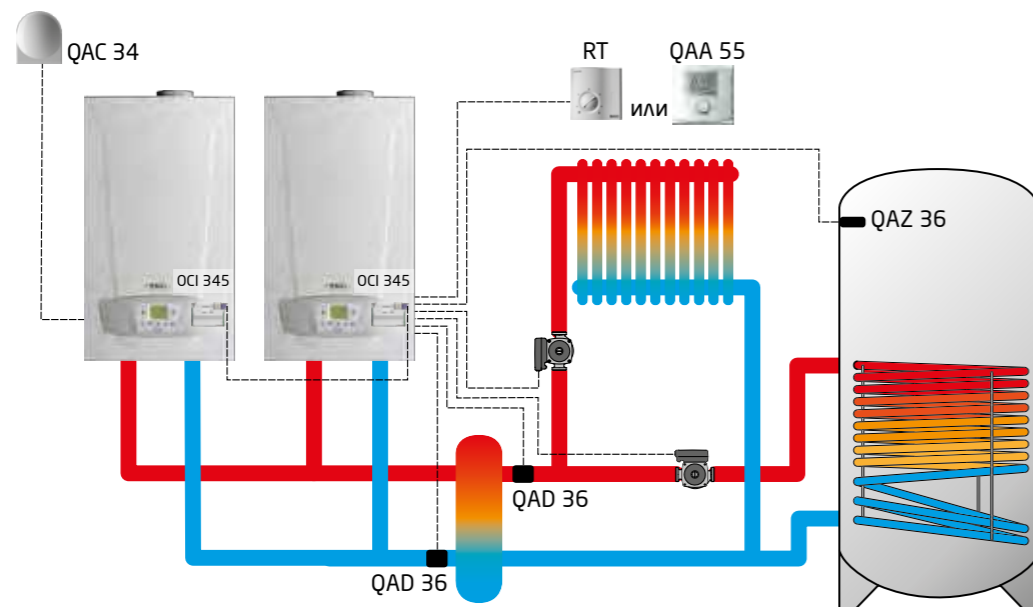 QAC 34
RT
QAA 55
или
QAZ 36
OCI 345
OCI 345
QAD 36
QAD 36